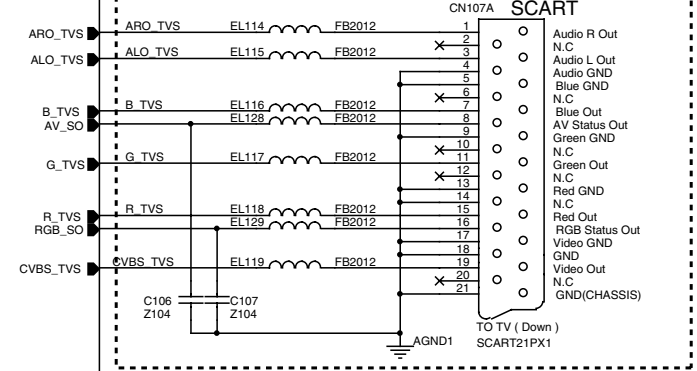 CN107A SCART
ARO_TVS ARO_TVS EL114 FB2012 1 Audio R Out
2 N.C
ALO_TVS ALO_TVS EL115 FB2012 3 Audio L Out
4 Audio GND
5 Blue GND
6 N.C
B_TVS B_TVS EL116 FB2012 7 Blue Out
AV_SO EL128 FB2012 8 AV Status Out
9 Green GND
10 N.C
G_TVS G_TVS EL117 FB2012 11 Green Out
12 N.C
13 Red GND
14 N.C
R_TVS R_TVS EL118 FB2012 15 Red Out
RGB_SO EL129 FB2012 16 RGB Status Out
17 Video GND
18 GND
CVBS_TVS CVBS_TVS EL119 FB2012 19 Video Out
20 N.C
21 GND(CHASSIS)
C106 C107
Z104 Z104
TO TV ( Down )
AGND1 SCART21PX1